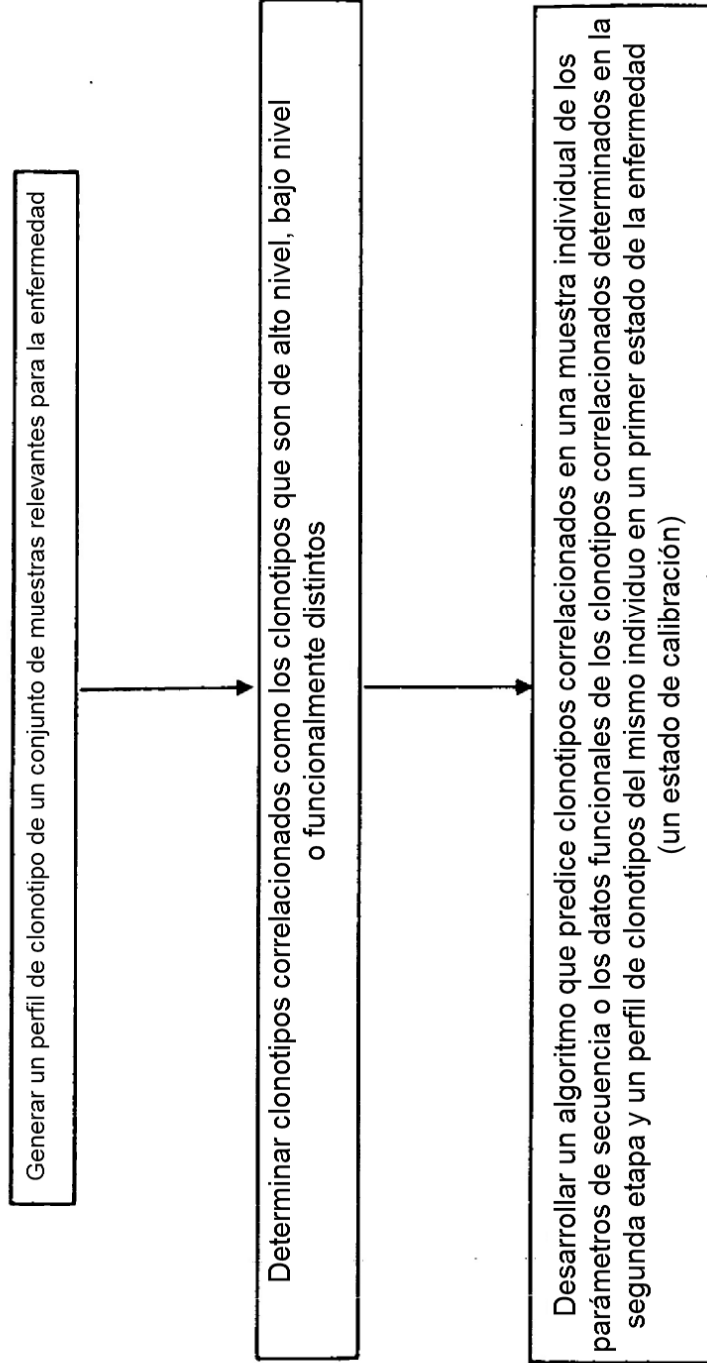 Generar un perfil de clonotipo de un conjunto de muestras relevantes para la enfermedad
Determinar clonotipos correlacionados como los clonotipos que son de alto nivel, bajo nivel
o funcionalmente distintos
Desarrollar un algoritmo que predice clonotipos correlacionados en una muestra individual de los
parámetros de secuencia o los datos funcionales de los clonotipos correlacionados determinados en la
segunda etapa y un perfil de clonotipos del mismo individuo en un primer estado de la enfermedad
(un estado de calibración)